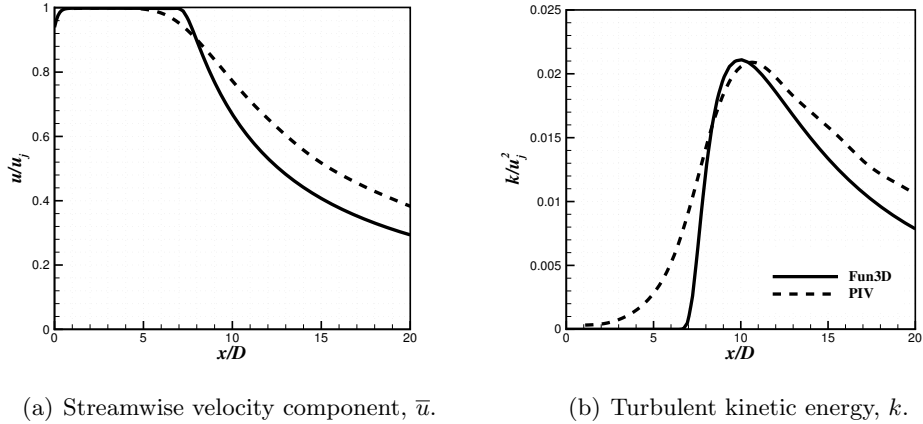 1
0.8
0.6
0.4
0.2
0
0 5 10 15 20
u/u_j
x/D
0.025
0.02
0.015
0.01
0.005
0
0 5 10 15 20
k/u_j^2
x/D
Fun3D
PIV
(a) Streamwise velocity component, u̅.
(b) Turbulent kinetic energy, k.